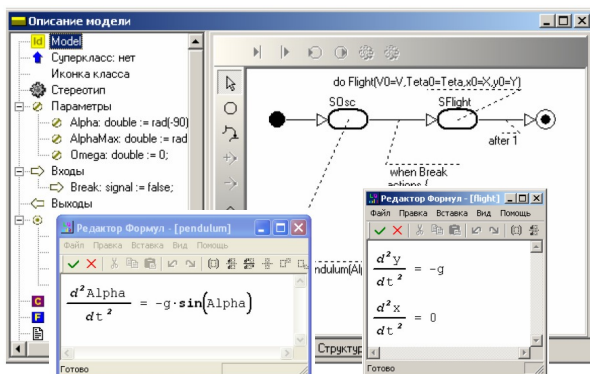 Описание модели
Id Model
Суперкласс: нет
Иконка класса
Стереотип
Параметры
Alpha: double := rad(-90)
AlphaMax: double := rad
Omega: double := 0;
Входы
Break: signal := false;
Выходы
C
F
do Flight(V0=V,Teta0=Teta,x0=X,y0=Y)
SOsc
SFlight
after 1
when Break
actions {
ndulum(Al
Структур
Редактор Формул - [pendulum]
Файл Правка Вставка Вид Помощь
d²Alpha
dt² = -g·sin(Alpha)
Готово
Редактор Формул - [flight]
Файл Правка Вставка Вид Помощь
d²y
dt² = -g
d²x
dt² = 0
Готово